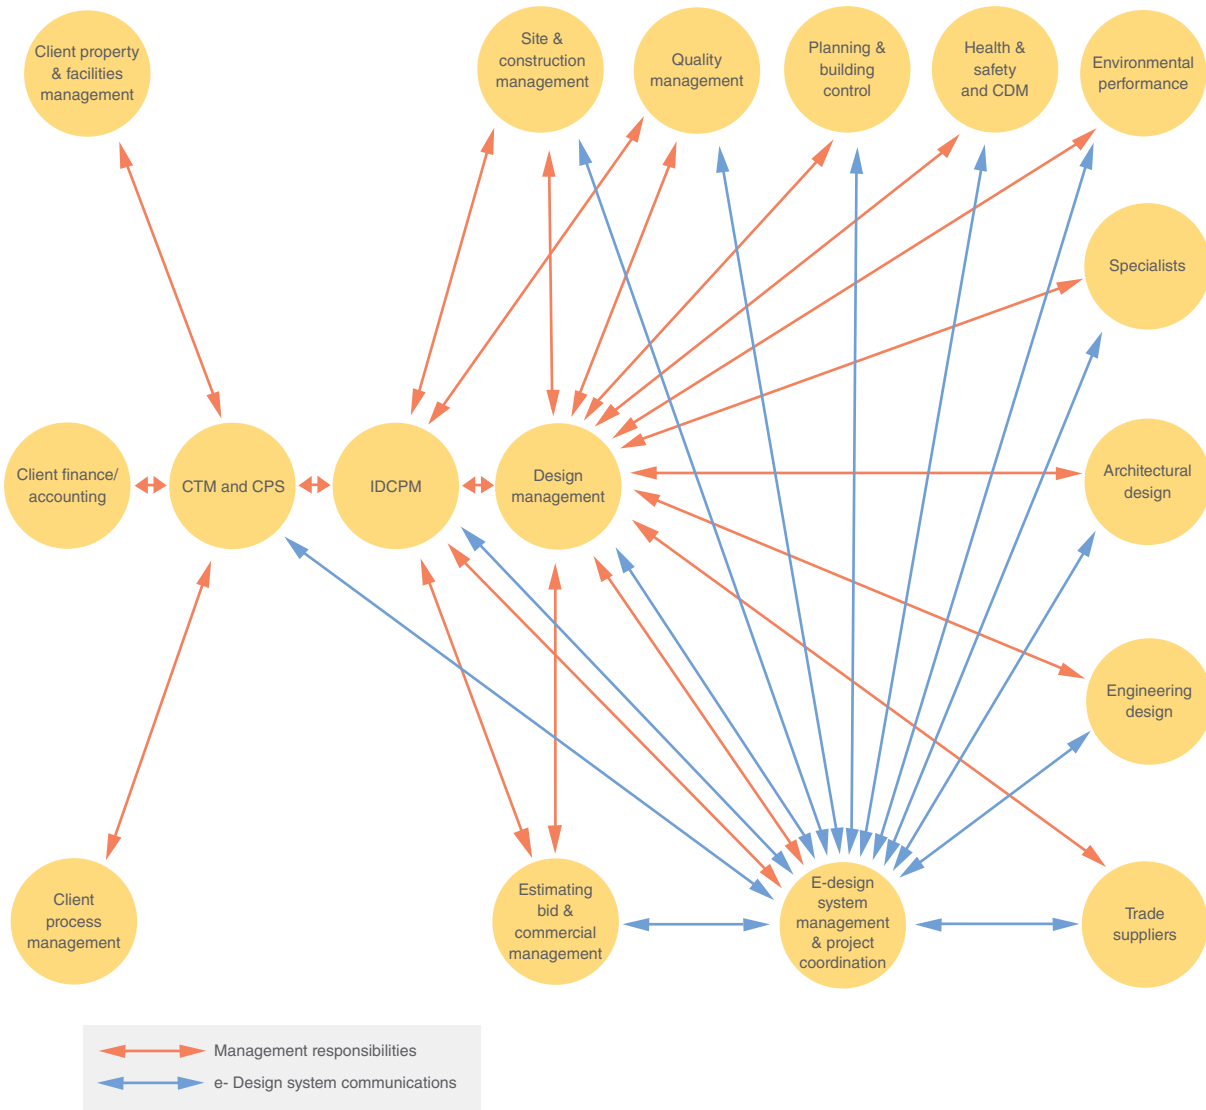 Client property
& facilities
management
Site &
construction
management
Quality
management
Planning &
building
control
Health &
safety
and CDM
Environmental
performance
Specialists
Client finance/
accounting
CTM and CPS
IDCPM
Design
management
Architectural
design
Engineering
design
Client
process
management
Estimating
bid &
commercial
management
E-design
system
management
& project
coordination
Trade
suppliers
Management responsibilities
e- Design system communications